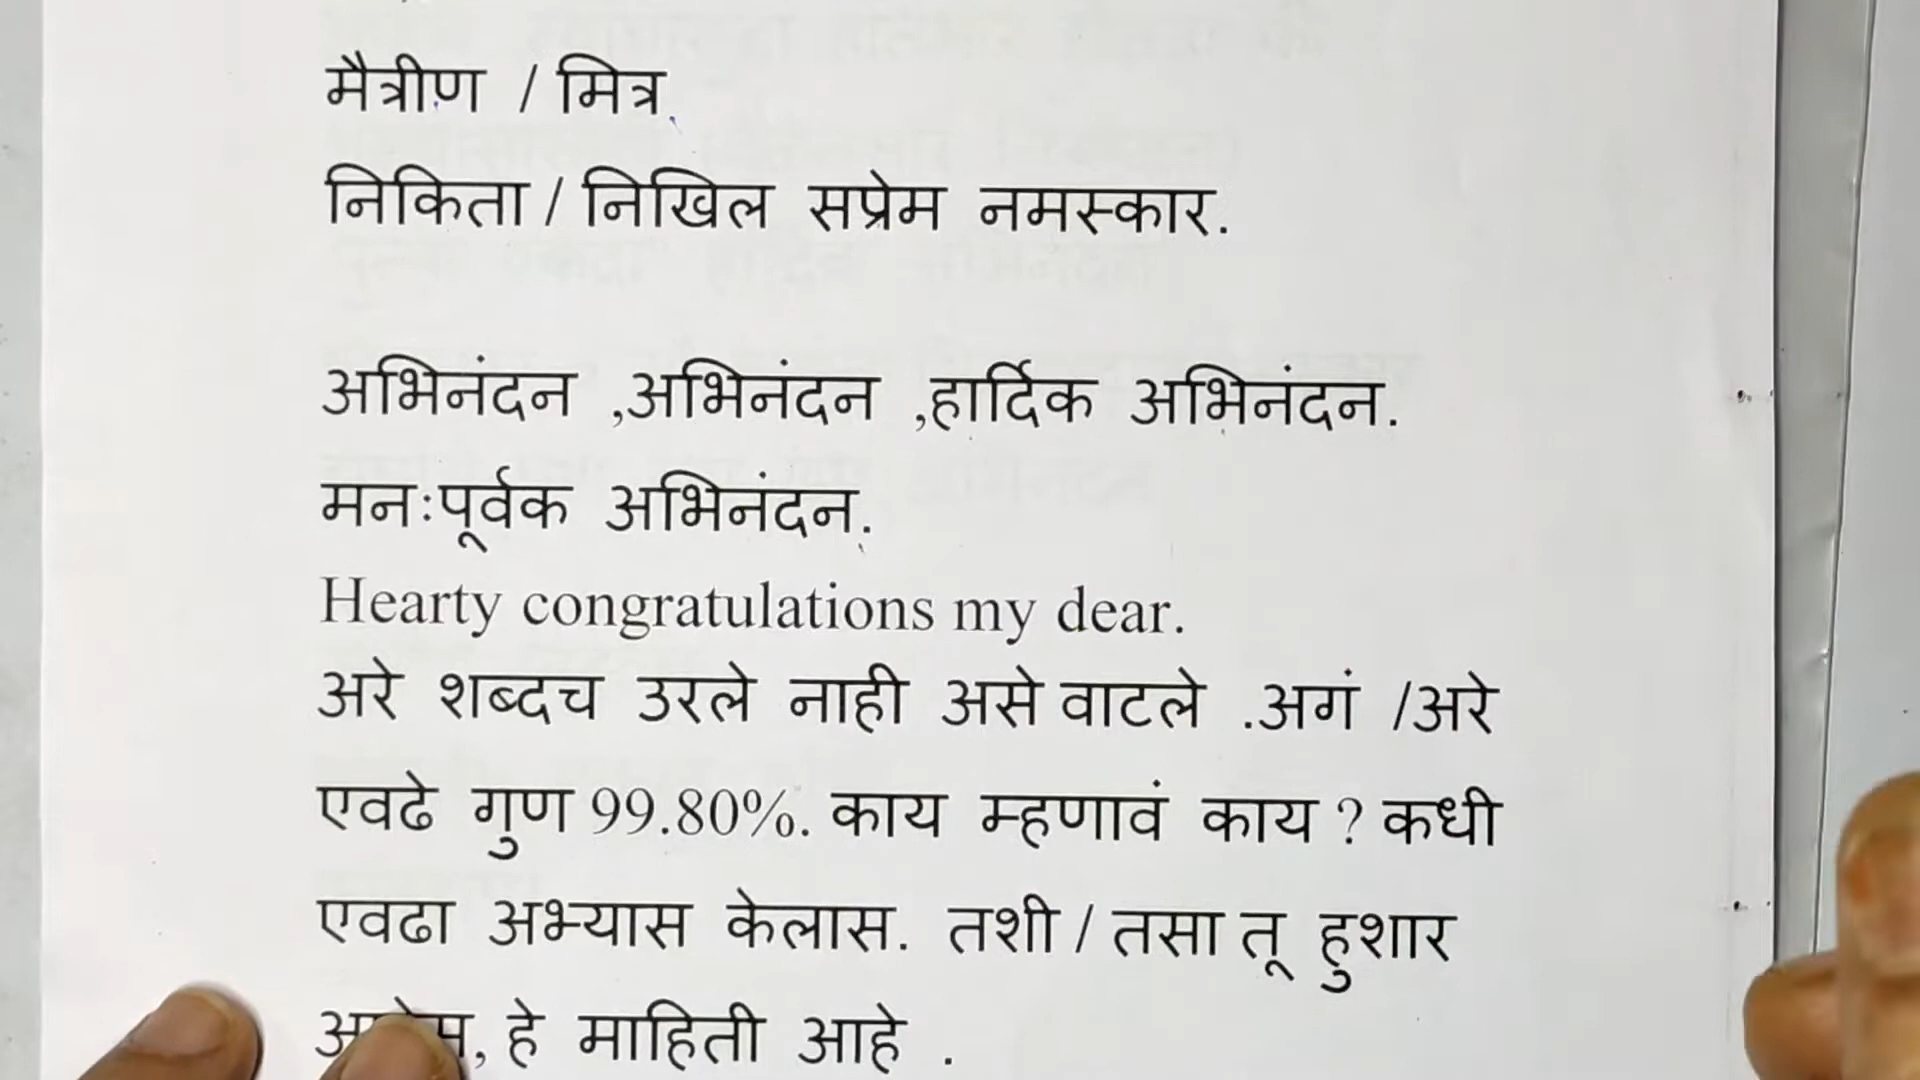 मैत्रीण / मित्र
निकिता / निखिल सप्रेम नमस्कार.
अभिनंदन ,अभिनंदन ,हार्दिक अभिनंदन.
मनःपूर्वक अभिनंदन.
Hearty congratulations my dear.
अरे शब्दच उरले नाही असे वाटले .अगं /अरे
एवढे गुण 99.80%. काय म्हणावं काय ? कधी
एवढा अभ्यास केलास. तशी / तसा तू हुशार
हे माहिती आहे .